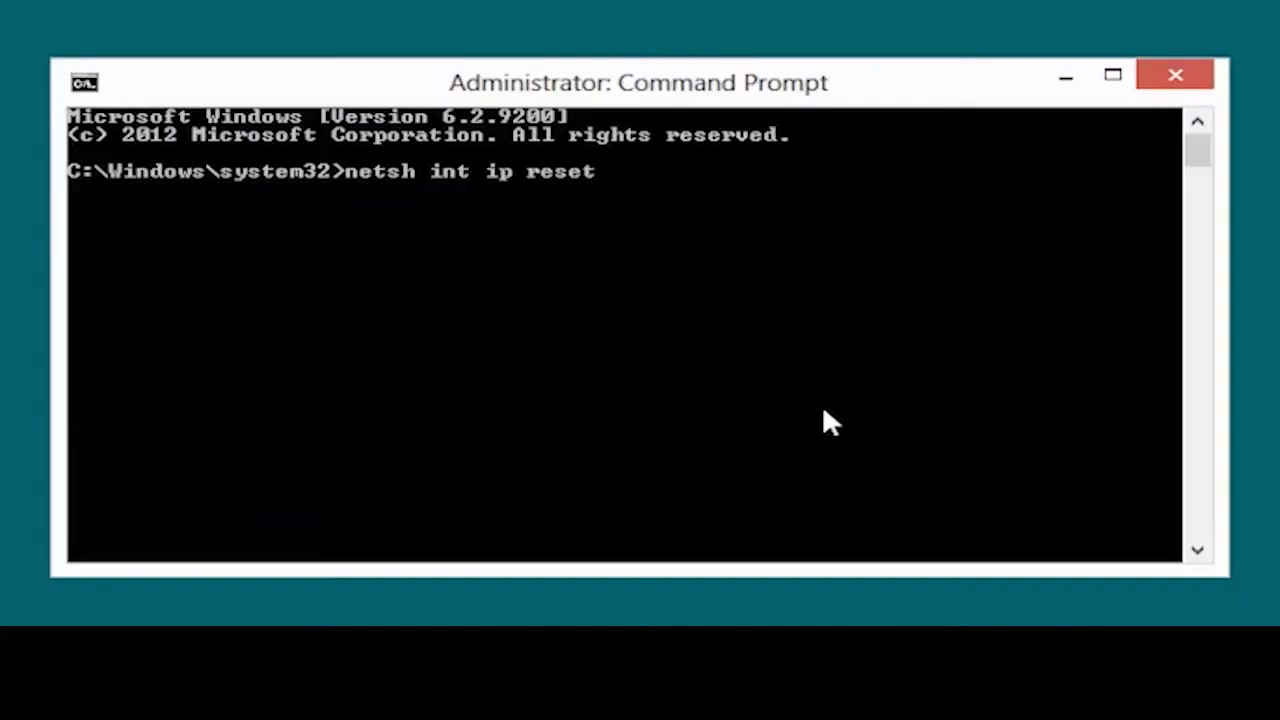 C:\.
Administrator: Command Prompt
Microsoft Windows [Version 6.2.9200]
(c) 2012 Microsoft Corporation. All rights reserved.
C:\Windows\system32>netsh int ip reset